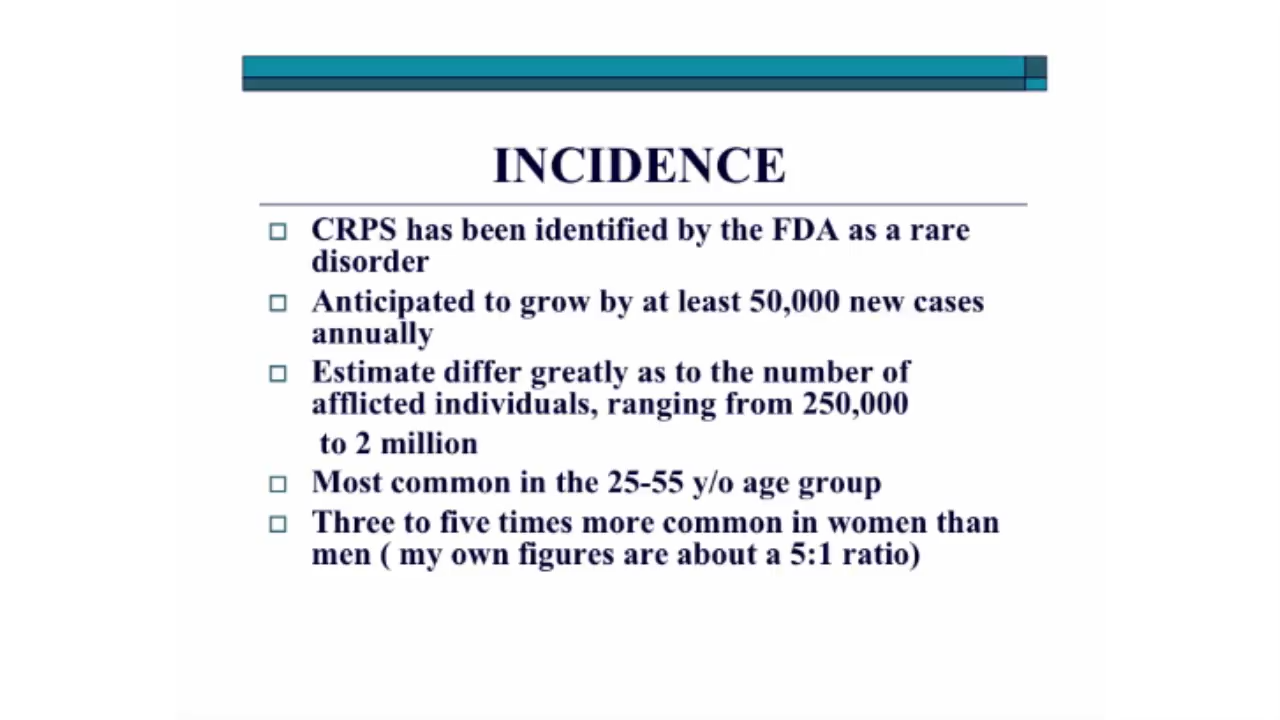 INCIDENCE
CRPS has been identified by the FDA as a rare
disorder
Anticipated to grow by at least 50,000 new cases
annually
Estimate differ greatly as to the number of
afflicted individuals, ranging from 250,000
to 2 million
Most common in the 25-55 y/o age group
Three to five times more common in women than
men ( my own figures are about a 5:1 ratio)